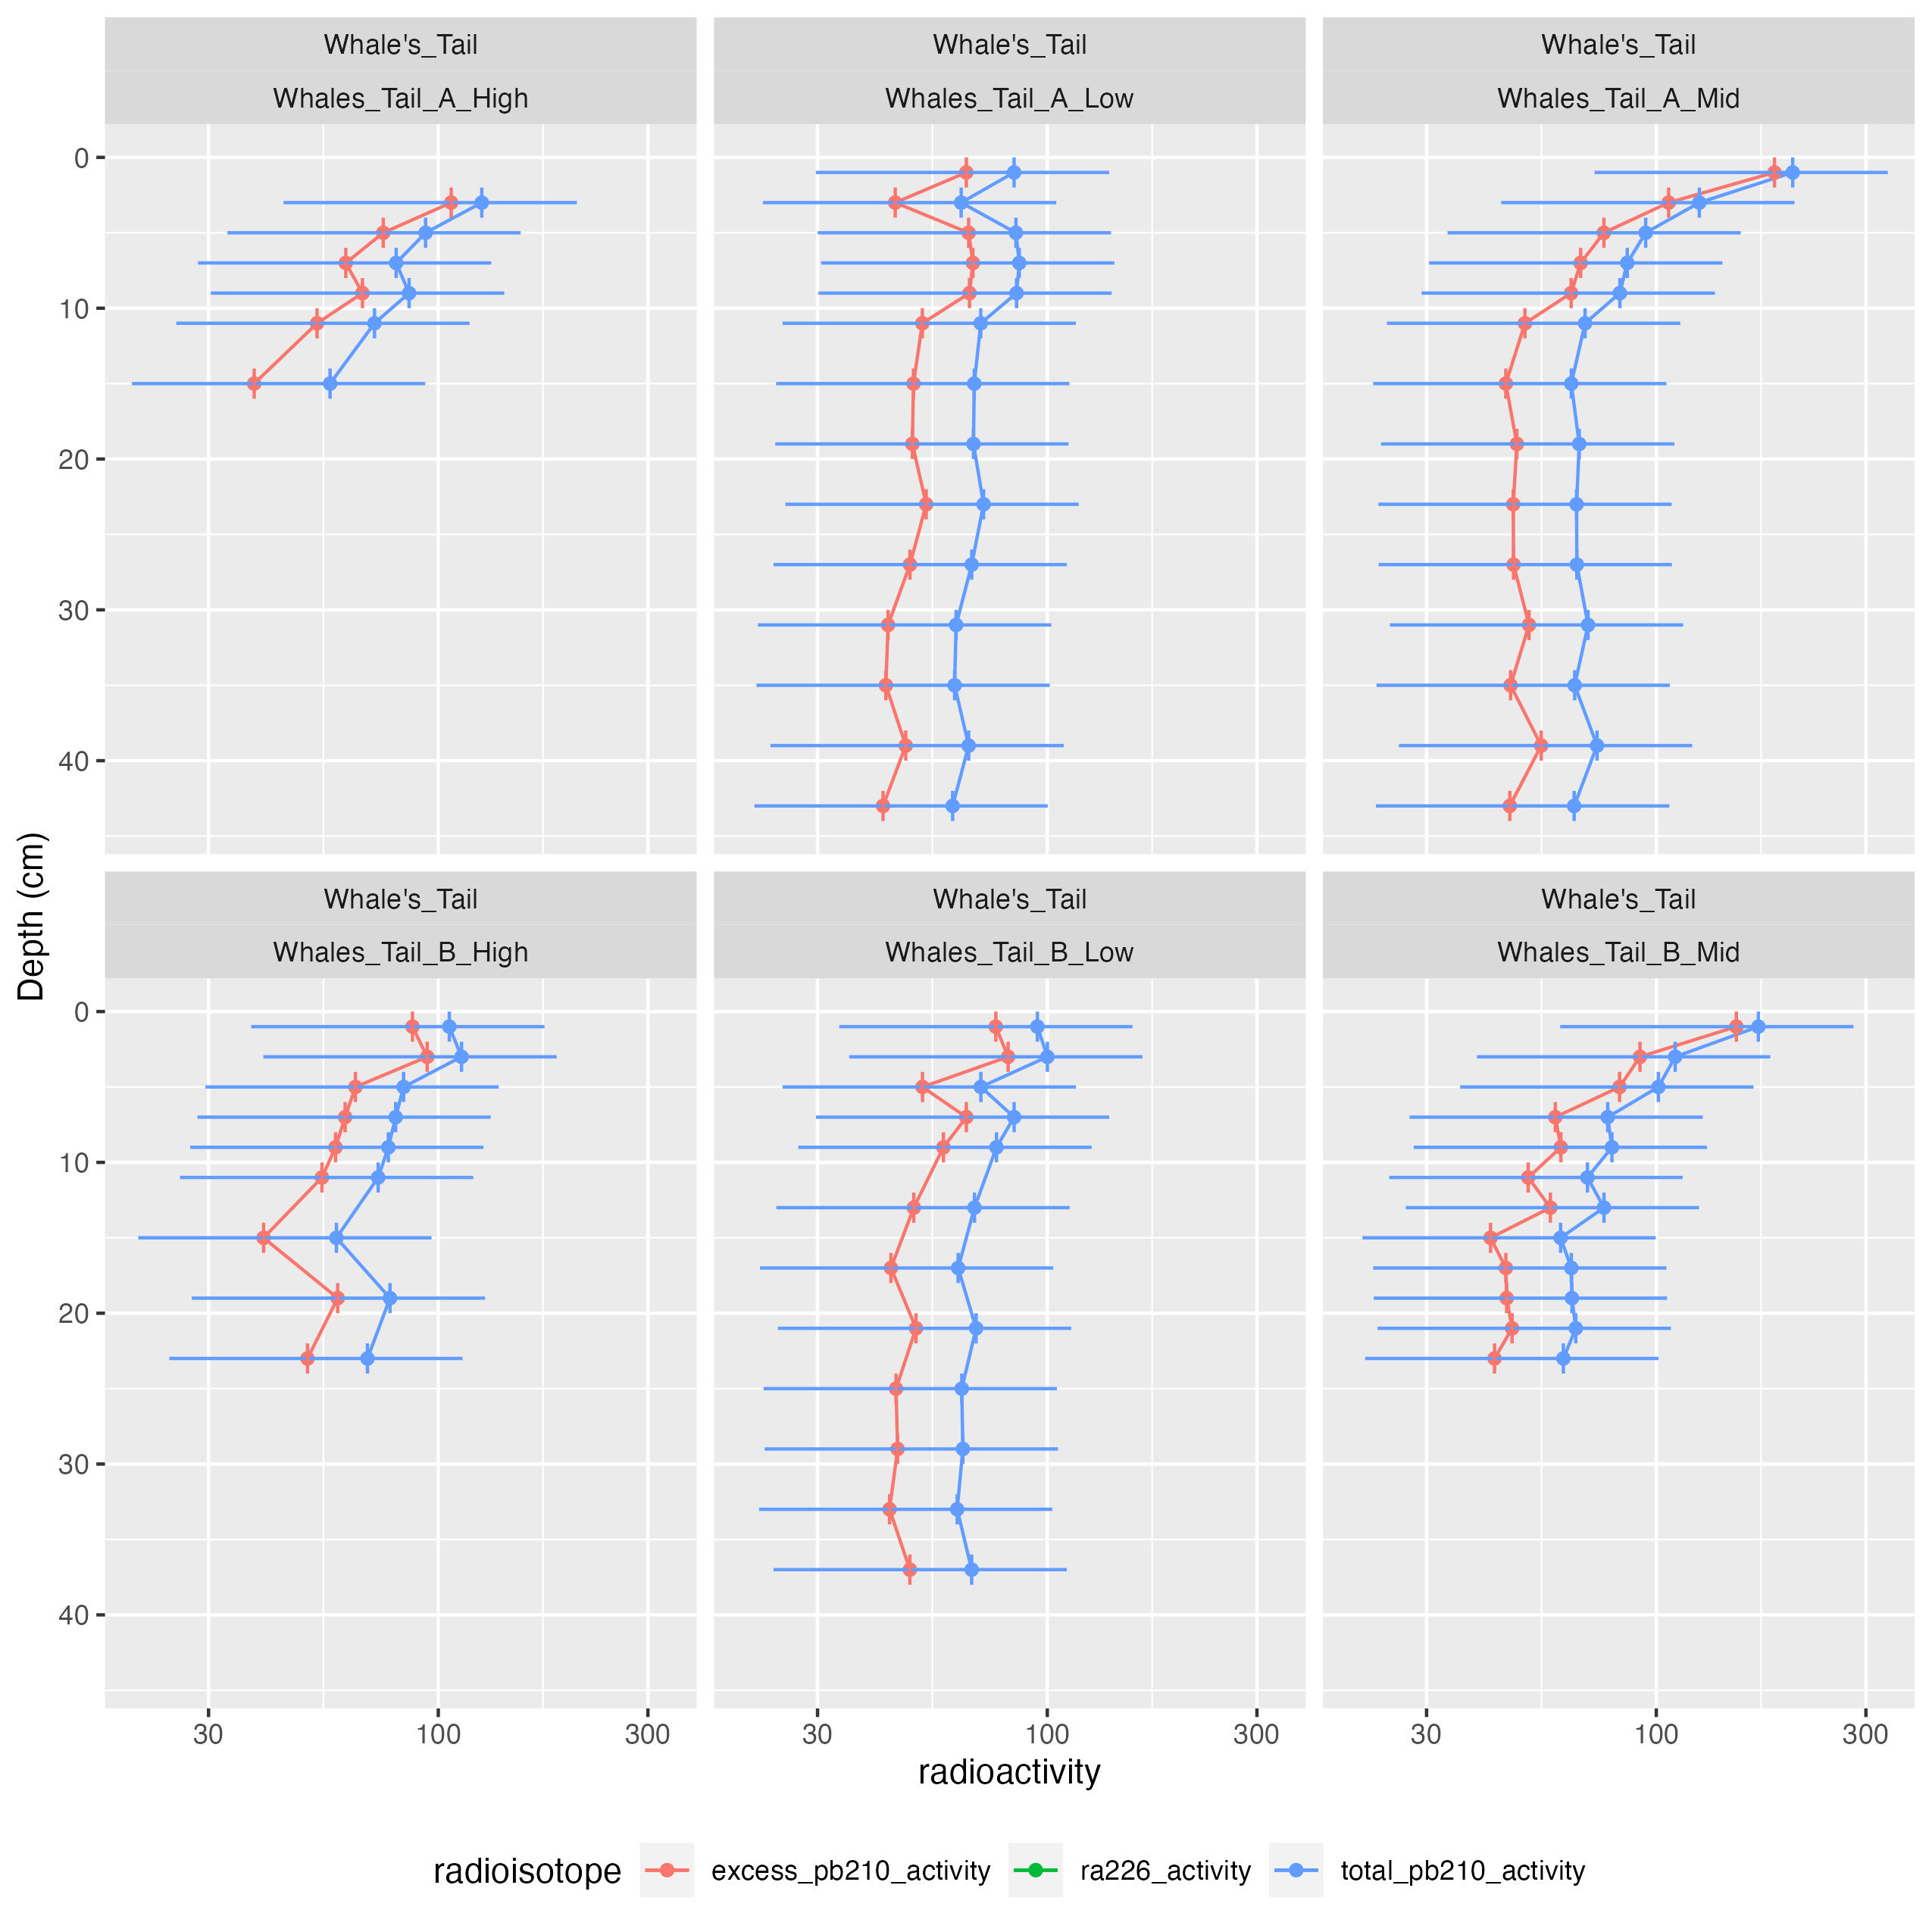 Whale's_Tail
Whales_Tail_A_High
Whale's_Tail
Whales_Tail_A_Low
Whale's_Tail
Whales_Tail_A_Mid
0
10
20
30
40
Whale's_Tail
Whales_Tail_B_High
Whale's_Tail
Whales_Tail_B_Low
Whale's_Tail
Whales_Tail_B_Mid
0
10
20
30
40
Depth (cm)
30 100 300
30 100 300
30 100 300
radioactivity
radioisotope excess_pb210_activity ra226_activity total_pb210_activity